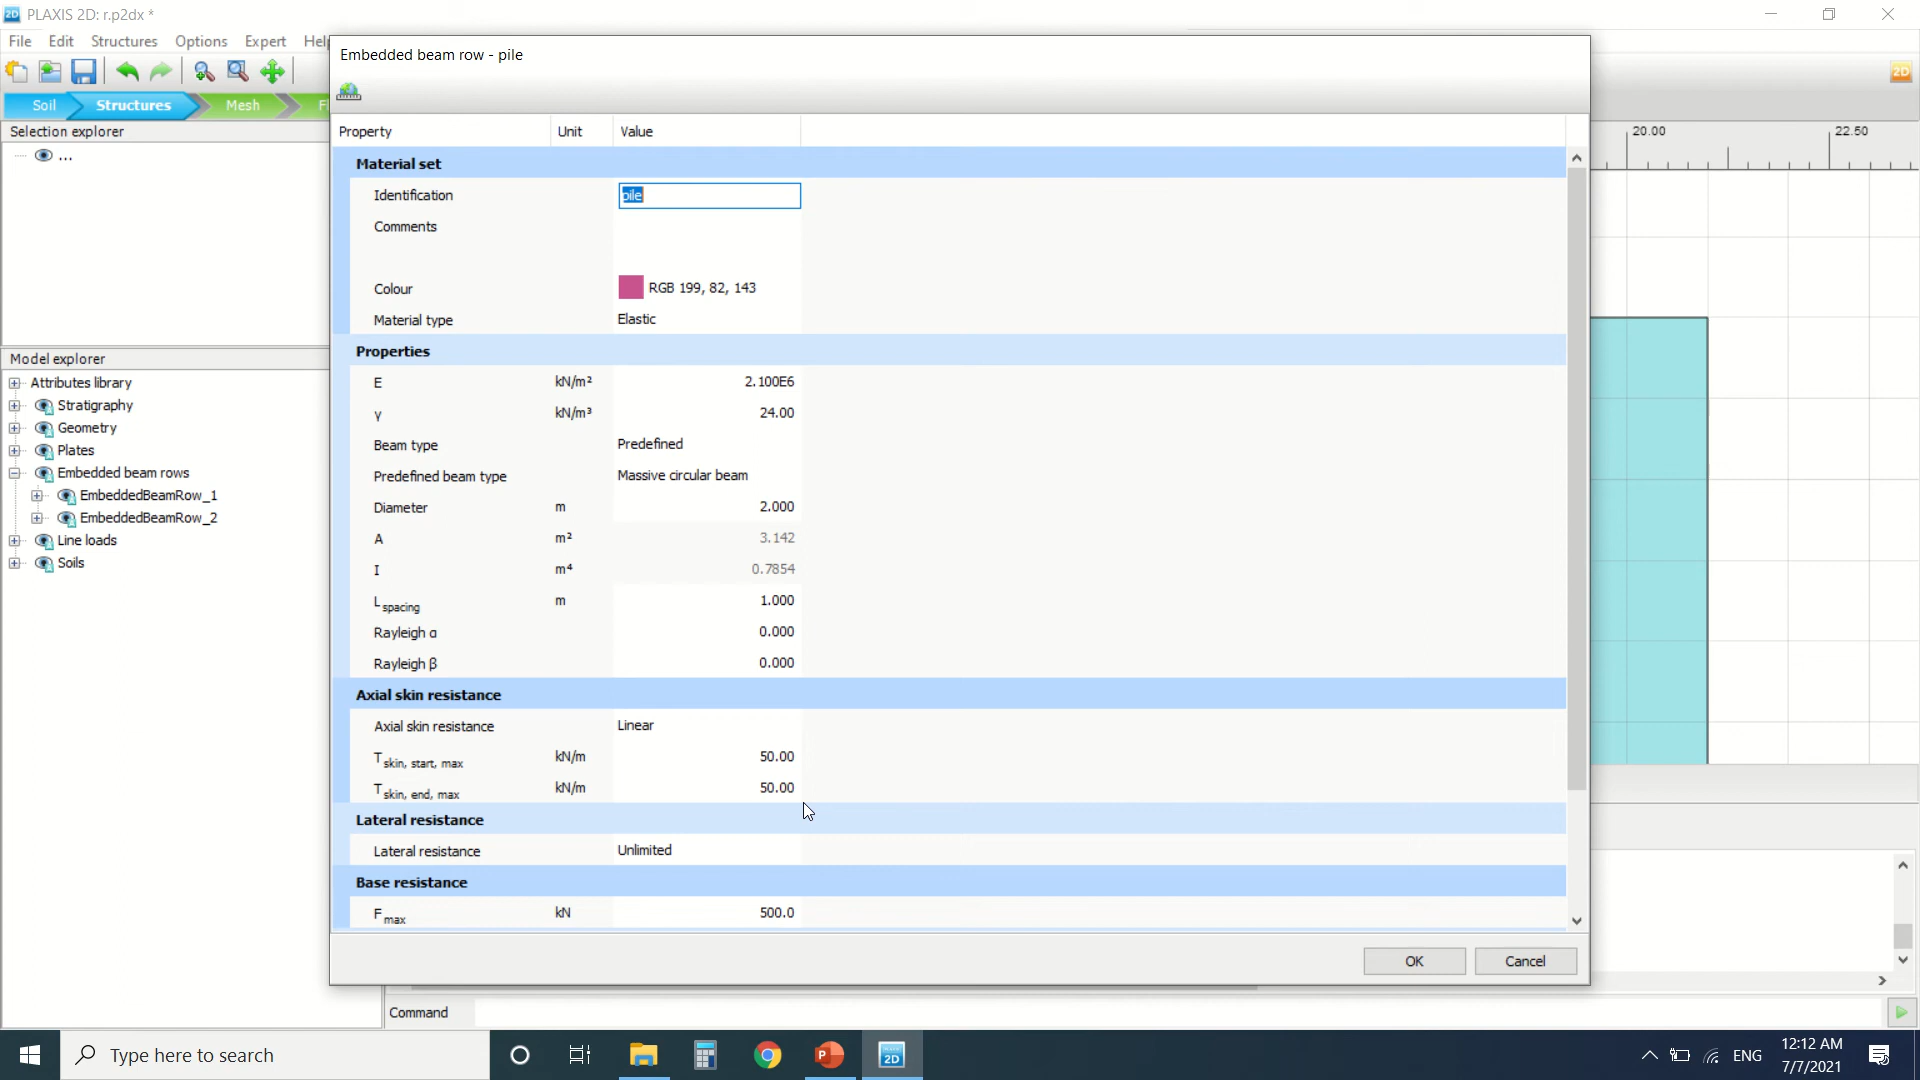 PLAXIS 2D: r.p2dx *
File Edit Structures Options Expert Help
Embedded beam row - pile
Soil Structures Mesh
Selection explorer
...
Model explorer
Attributes library
Stratigraphy
Geometry
Plates
Embedded beam rows
EmbeddedBeamRow_1
EmbeddedBeamRow_2
Line loads
Soils
Property Unit Value
Material set
Identification pile
Comments
Colour RGB 199, 82, 143
Material type Elastic
Properties
E kN/m² 2.100E6
γ kN/m³ 24.00
Beam type Predefined
Predefined beam type Massive circular beam
Diameter m 2.000
A m² 3.142
I m⁴ 0.7854
L spacing m 1.000
Rayleigh α 0.000
Rayleigh β 0.000
Axial skin resistance
Axial skin resistance Linear
T skin, start, max kN/m 50.00
T skin, end, max kN/m 50.00
Lateral resistance
Lateral resistance Unlimited
Base resistance
F max kN 500.0
OK Cancel
20.00 22.50
2D
Command
Type here to search
2D
ENG
12:12 AM
7/7/2021